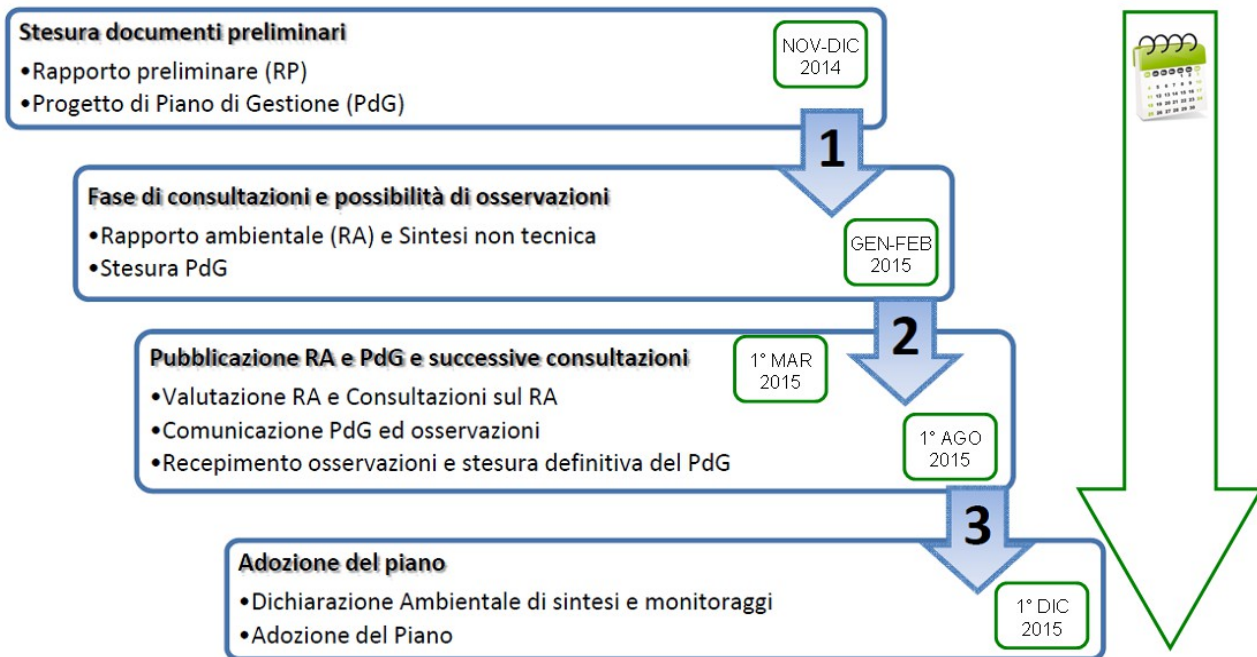 Stesura documenti preliminari
•Rapporto preliminare (RP)
•Progetto di Piano di Gestione (PdG)
NOV-DIC
2014
1
Fase di consultazioni e possibilità di osservazioni
•Rapporto ambientale (RA) e Sintesi non tecnica
•Stesura PdG
GEN-FEB
2015
2
Pubblicazione RA e PdG e successive consultazioni
1° MAR
2015
•Valutazione RA e Consultazioni sul RA
•Comunicazione PdG ed osservazioni
•Recepimento osservazioni e stesura definitiva del PdG
1° AGO
2015
3
Adozione del piano
•Dichiarazione Ambientale di sintesi e monitoraggi
•Adozione del Piano
1° DIC
2015